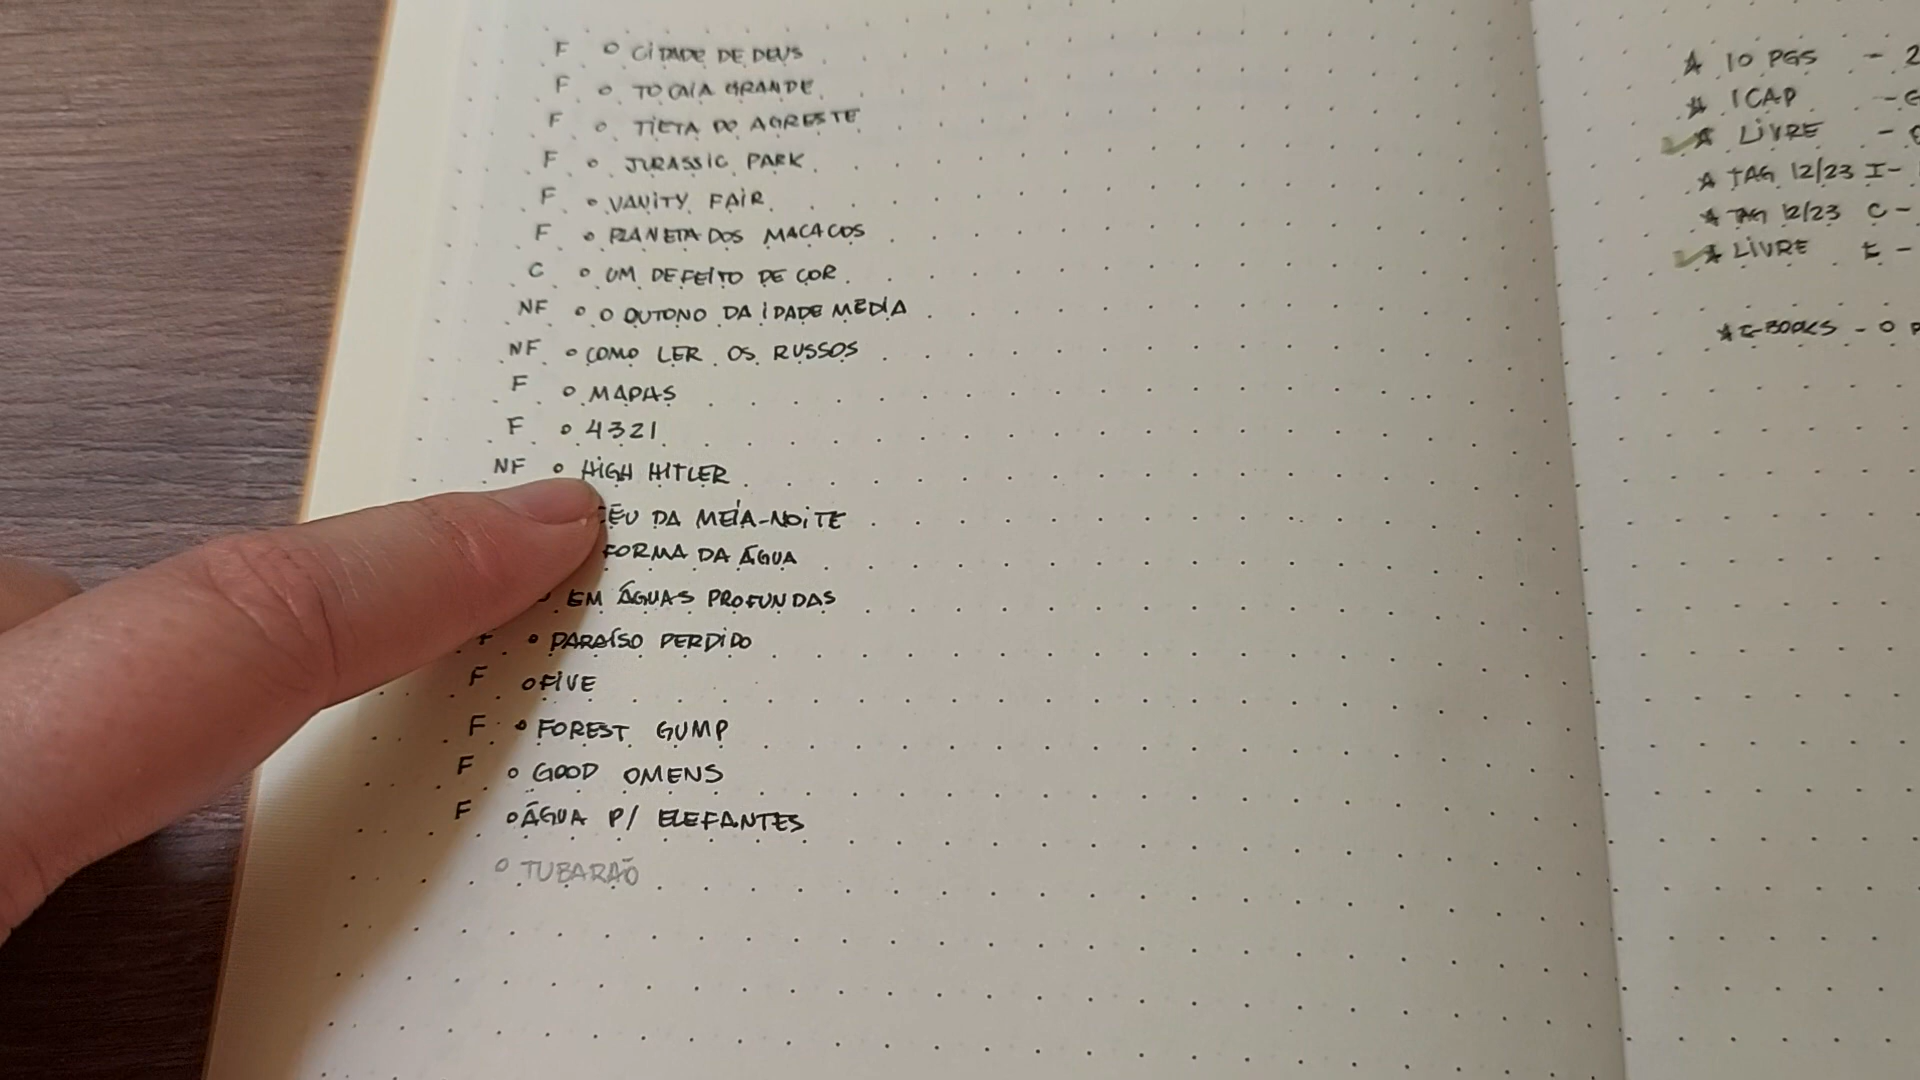 F o CIDADE DE DEUS
F o TOCAIA GRANDE
F o TIETA DO AGRESTE
F o JURASSIC PARK
F o VANITY FAIR
F o PLANETA DOS MACACOS
C o UM DEFEITO DE COR
NF o O OUTONO DA IDADE MÉDIA
NF o COMO LER OS RUSSOS
F o MAPAS
F o 4321
NF o HIGH HITLER
CÉU DA MEIA-NOITE
FORMA DA ÁGUA
EM ÁGUAS PROFUNDAS
F o PARAÍSO PERDIDO
F o FIVE
F o FOREST GUMP
F o GOOD OMENS
F o ÁGUA P/ ELEFANTES
o TUBARÃO
★ 10 PGS - 2
★ 1 CAP -
★ LIVRE -
★ TAG 12/23 I -
★ TAG 12/23 C -
★ LIVRE E -
★ E-BOOKS - O